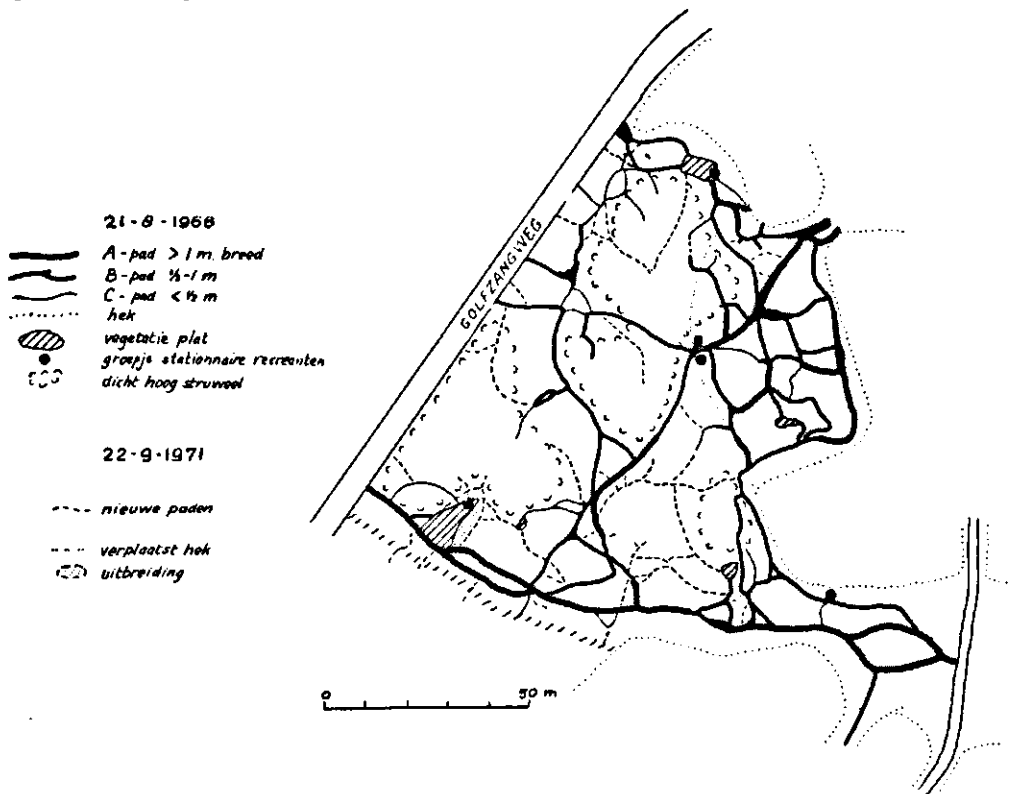 21-8-1966
A-pad > 1 m. breed
B-pad ½-1 m
C-pad < ½ m
hek
vegetatie plat
groepje stationnaire recreanten
dicht hoog struweel
22-9-1971
nieuwe paden
verplaatst hek
uitbreiding
GOLFZANGWEG
0 50 m